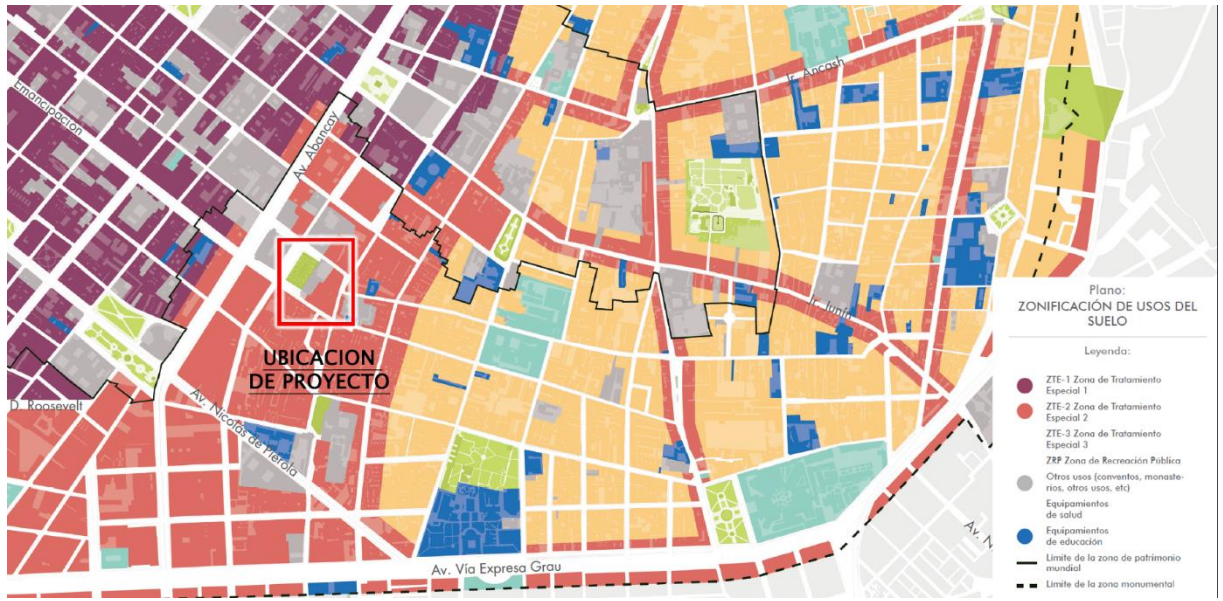 Emancipación
Av. Abancay
Jr. Ancash
Jr. Junín
UBICACION
DE PROYECTO
D. Roosevelt
Av. Nicolás de Piérola
Av. Vía Expresa Grau
Plano:
ZONIFICACIÓN DE USOS DEL
SUELO
Leyenda:
ZTE-1 Zona de Tratamiento
Especial 1
ZTE-2 Zona de Tratamiento
Especial 2
ZTE-3 Zona de Tratamiento
Especial 3
ZRP Zona de Recreación Pública
Otros usos (conventos, monaste-
rios, otros usos, etc)
Equipamientos
de salud
Equipamientos
de educación
Límite de la zona de patrimonio
mundial
Límite de la zona monumental
Av. N